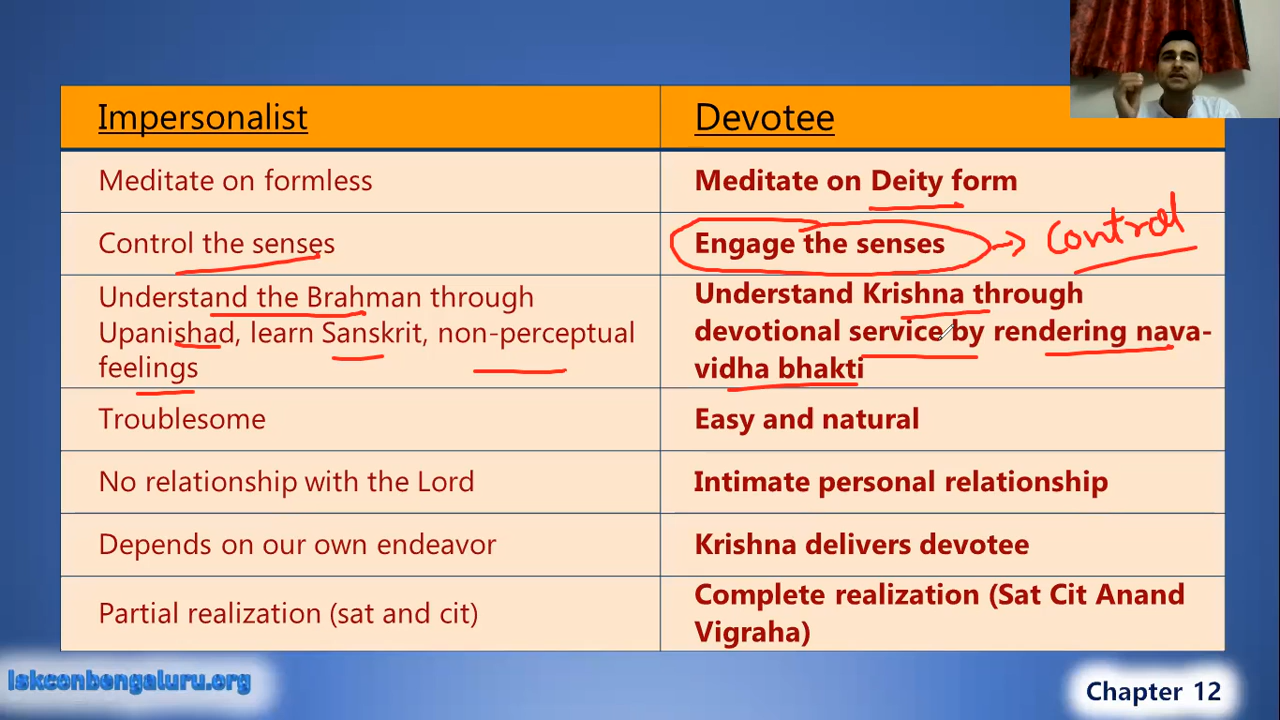 Impersonalist
Devotee
Meditate on formless
Meditate on Deity form
Control the senses
Engage the senses
control
Understand the Brahman through
Upanishad, learn Sanskrit, non-perceptual
feelings
Understand Krishna through
devotional service by rendering nava-
vidha bhakti
Troublesome
Easy and natural
No relationship with the Lord
Intimate personal relationship
Depends on our own endeavor
Krishna delivers devotee
Partial realization (sat and cit)
Complete realization (Sat Cit Anand
Vigraha)
Iskconbengaluru.org
Chapter 12